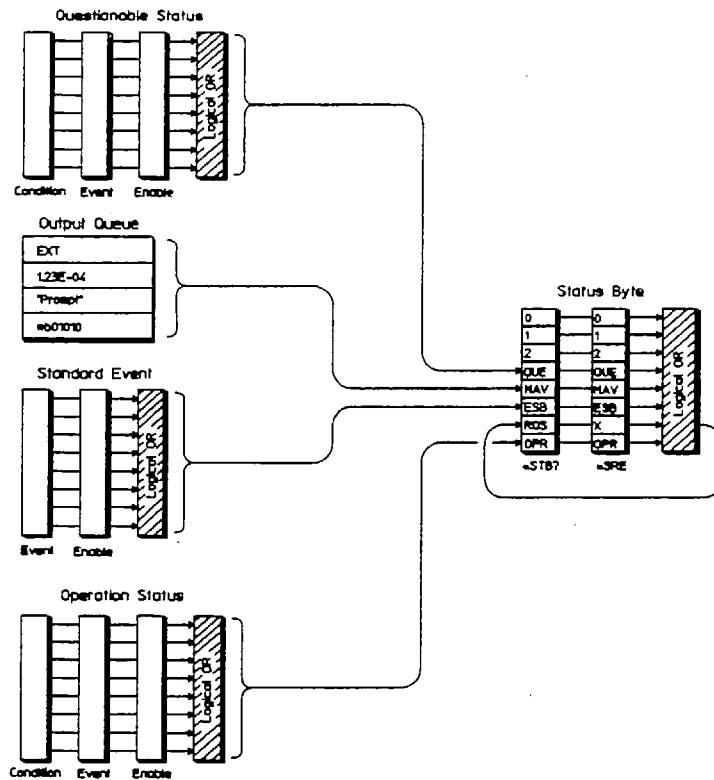 Questionable Status
Logical OR
Condition Event Enable
Output Queue
EXT
1.23E-04
"Prompt"
=b01010
Standard Event
Logical OR
Event Enable
Operation Status
Logical OR
Condition Event Enable
Status Byte
0 0
1 1
2 2
QUE QUE
MAV MAV
ESB ESB
RQS X
OPR OPR
Logical OR
*STB? *SRE